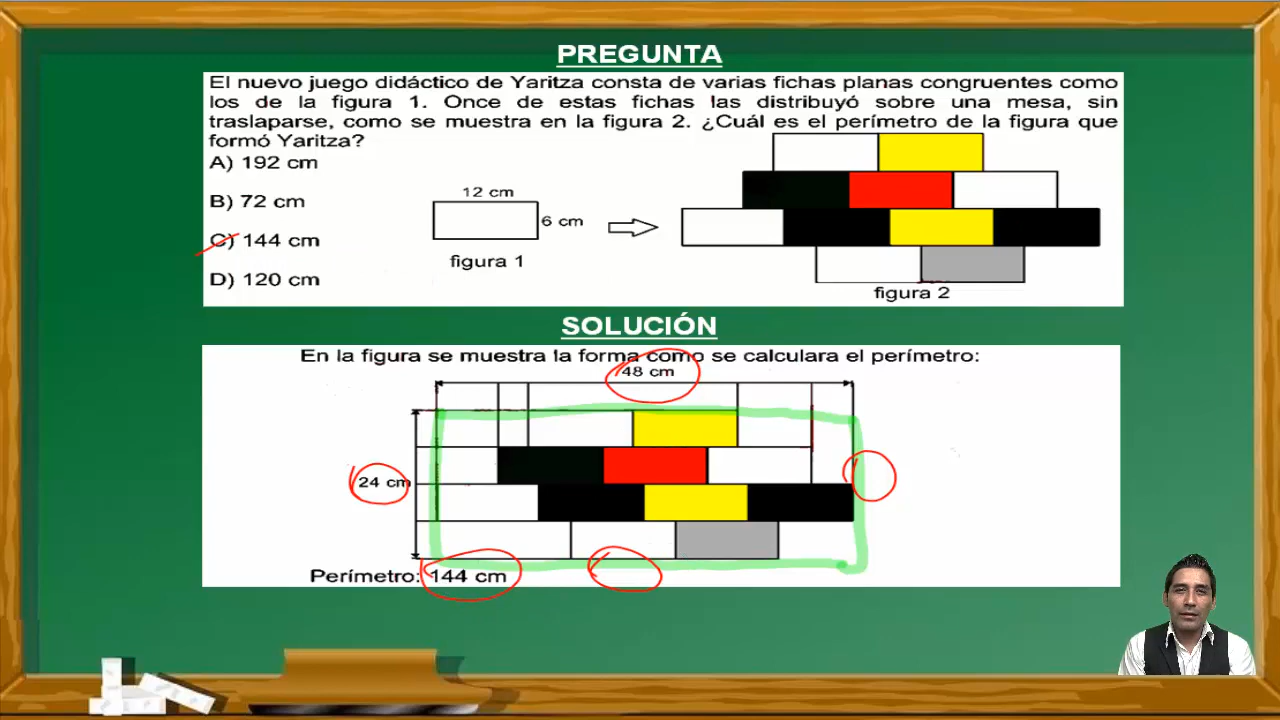 PREGUNTA
El nuevo juego didáctico de Yaritza consta de varias fichas planas congruentes como
los de la figura 1. Once de estas fichas las distribuyó sobre una mesa, sin
traslaparse, como se muestra en la figura 2. ¿Cuál es el perímetro de la figura que
formó Yaritza?
A) 192 cm
B) 72 cm
C) 144 cm
D) 120 cm
12 cm
6 cm
figura 1
figura 2
SOLUCIÓN
En la figura se muestra la forma como se calculara el perímetro:
48 cm
24 cm
Perímetro: 144 cm